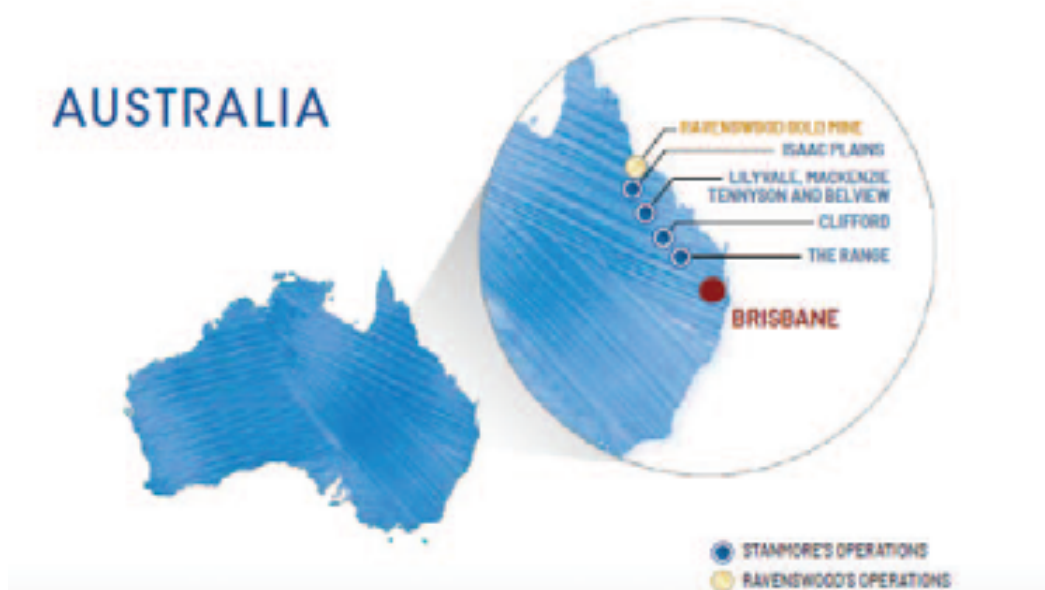 AUSTRALIA
RAVENSWOOD GOLD MINE
ISAAC PLAINS
LILYVALE, MACKENZIE
TENNYSON AND BELVIEW
CLIFFORD
THE RANGE
BRISBANE
STANMORE'S OPERATIONS
RAVENSWOOD'S OPERATIONS